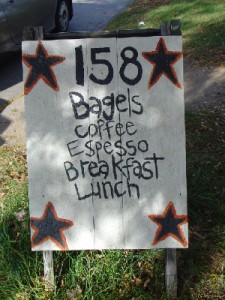 158
Bagels
Coffee
Espresso
Breakfast
Lunch